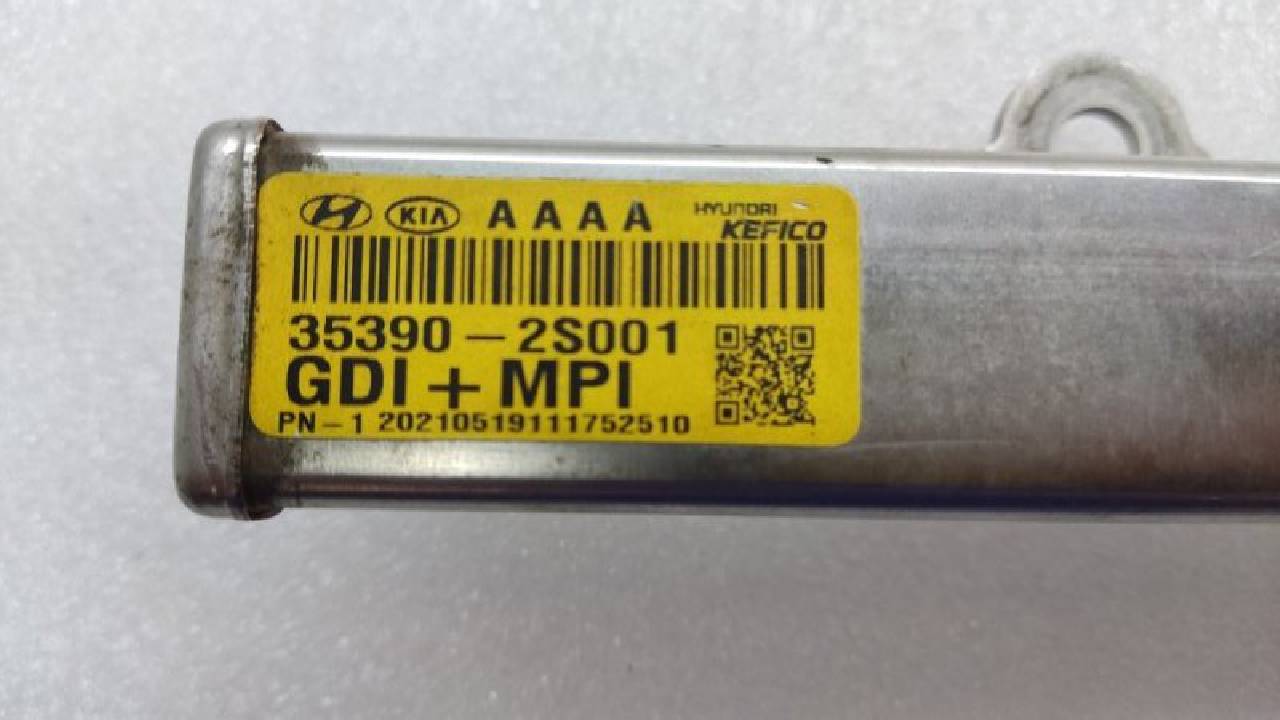 KIA AAAA HYUNDAI
KEFICO
35390-2S001
GDI + MPI
PN-1 20210519111752510